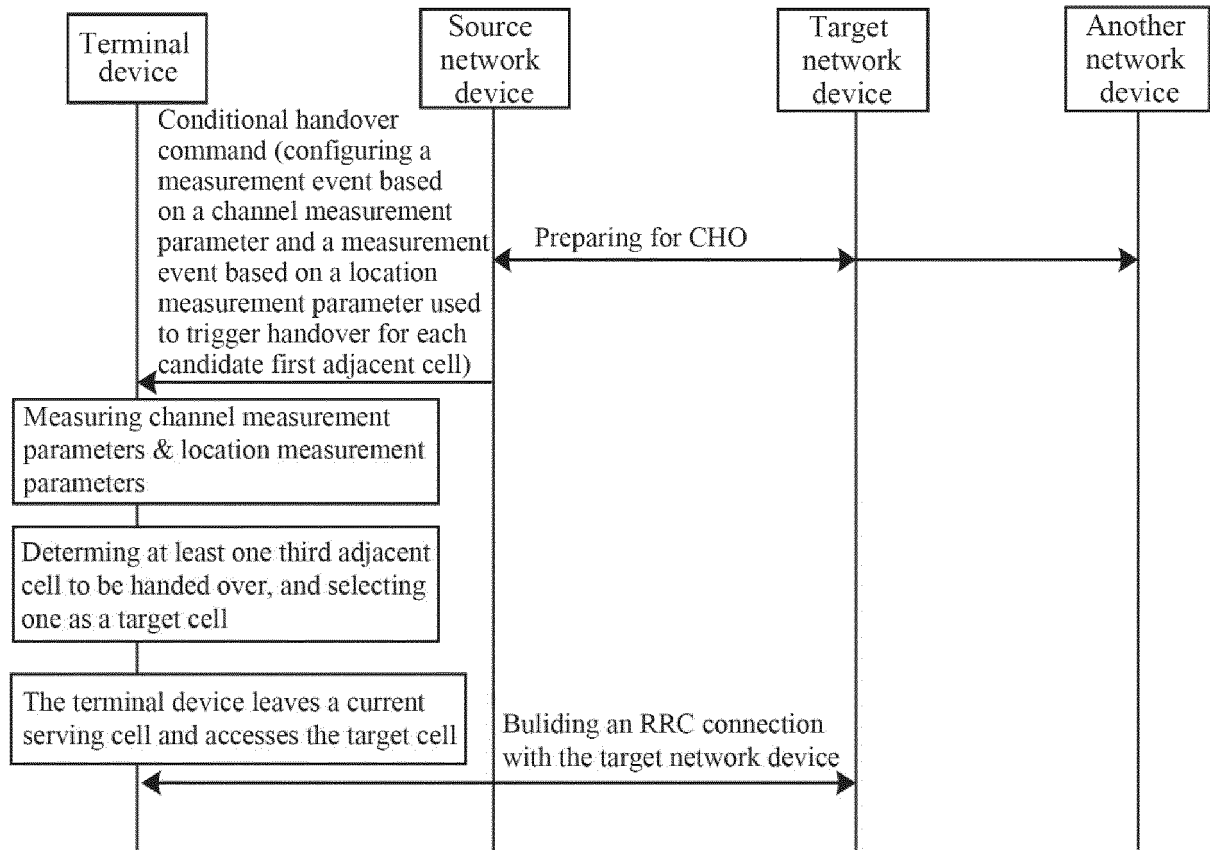 Terminal
device
Source
network
device
Target
network
device
Another
network
device
Conditional handover
command (configuring a
measurement event based
on a channel measurement
parameter and a measurement
event based on a location
measurement parameter used
to trigger handover for each
candidate first adjacent cell)
Preparing for CHO
Measuring channel measurement
parameters & location measurement
parameters
Determing at least one third adjacent
cell to be handed over, and selecting
one as a target cell
The terminal device leaves a current
serving cell and accesses the target cell
Buliding an RRC connection
with the target network device